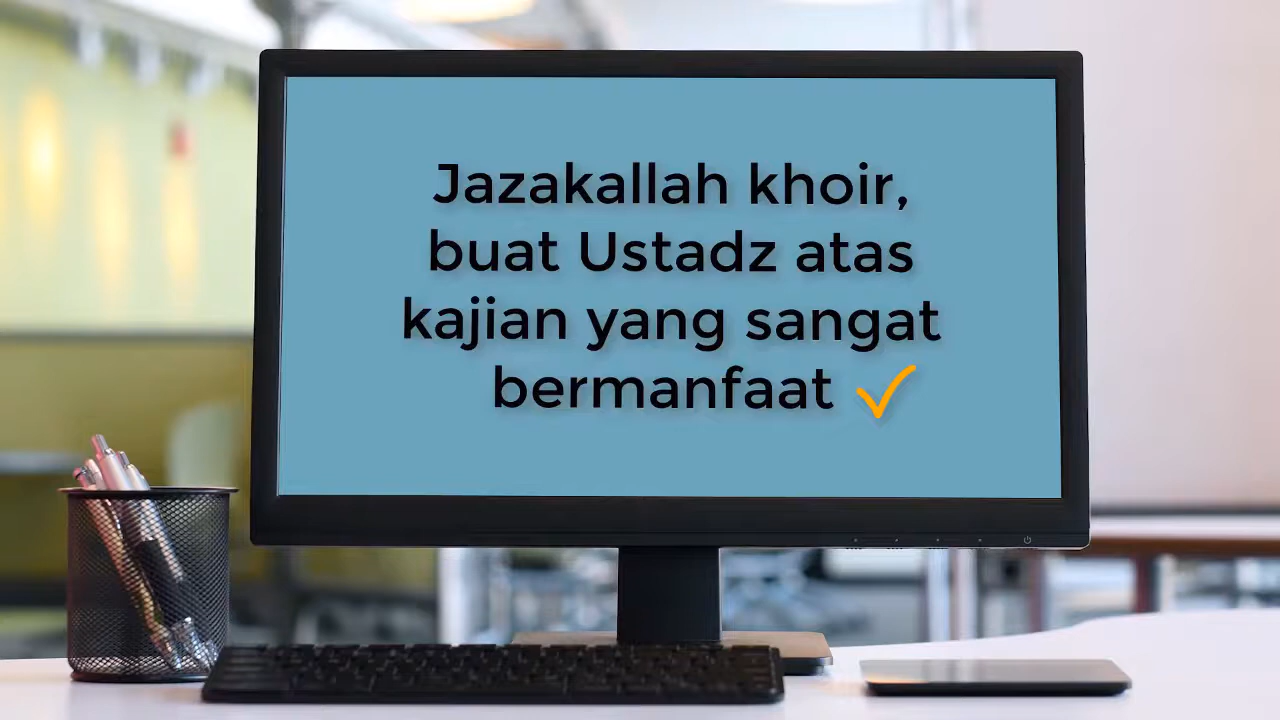 Jazakallah khoir,
buat Ustadz atas
kajian yang sangat
bermanfaat